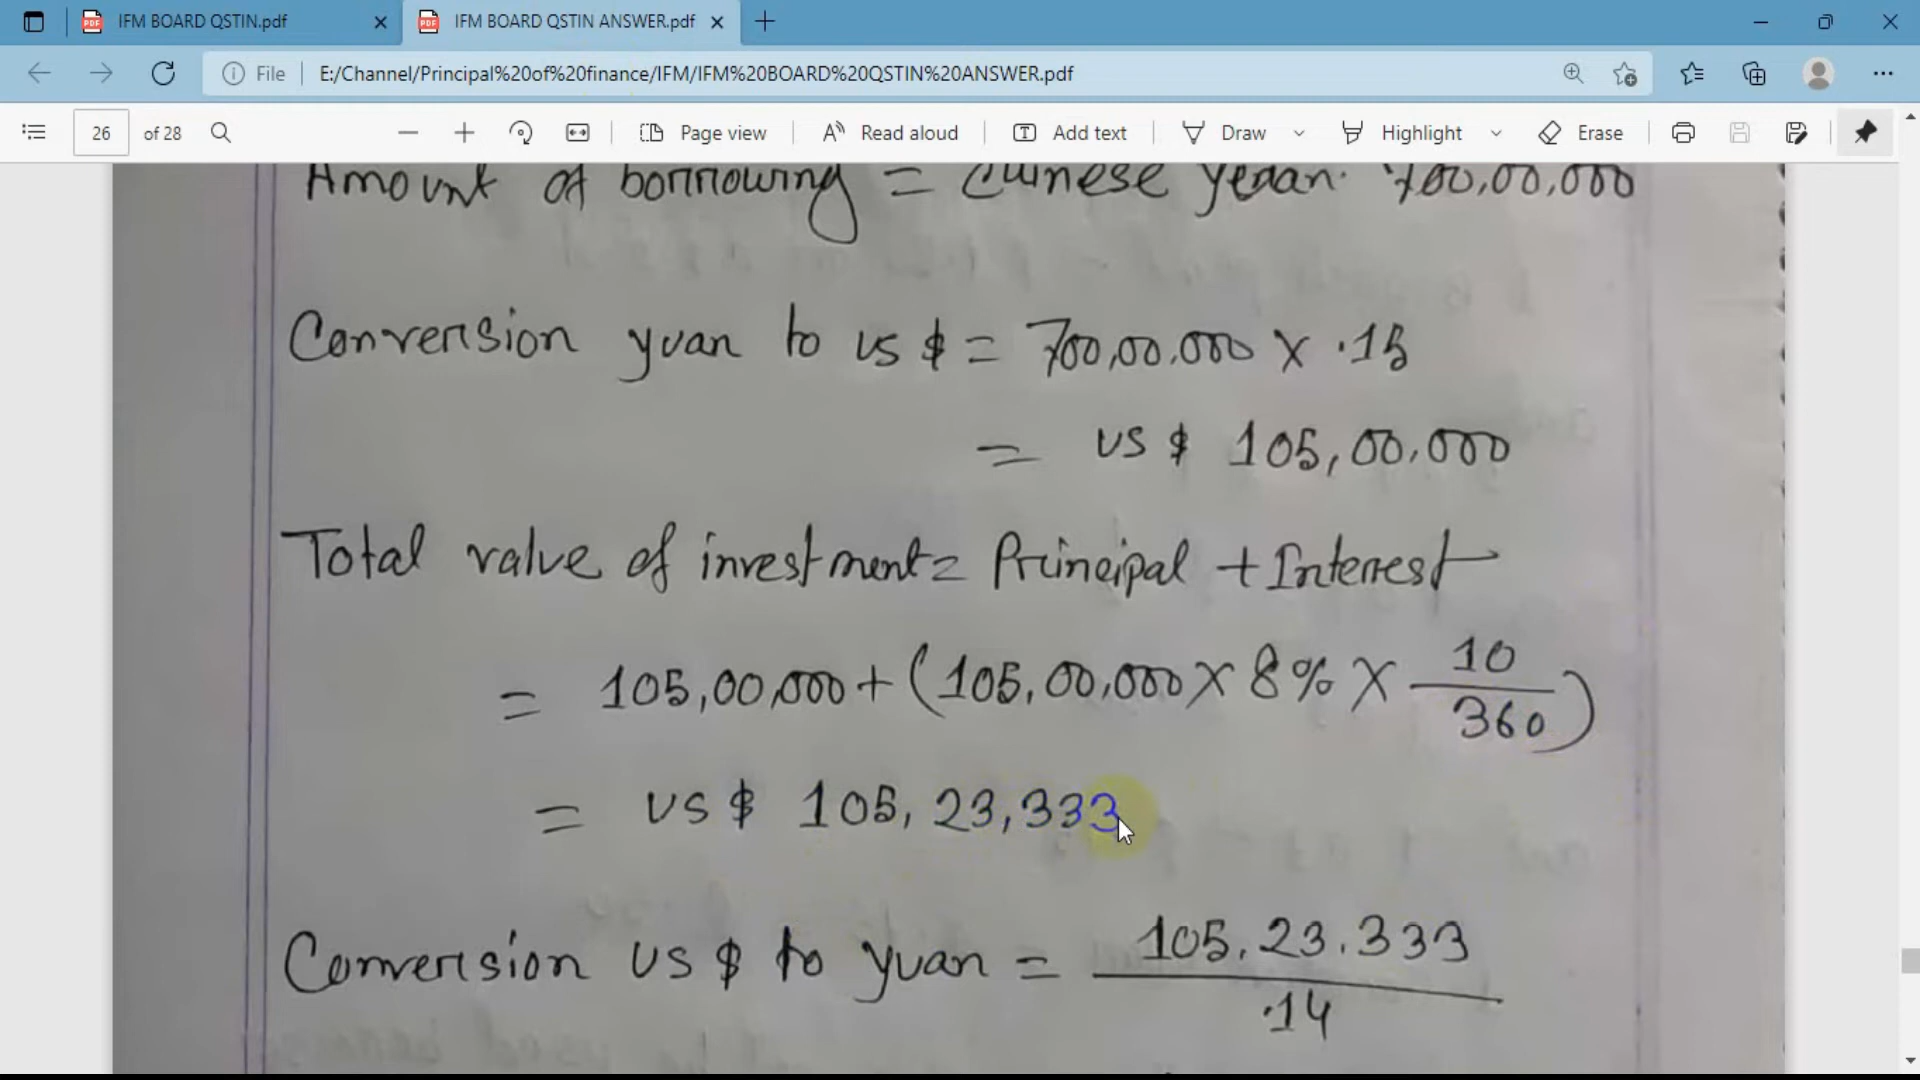 IFM BOARD QSTIN.pdf
IFM BOARD QSTIN ANSWER.pdf
File
E:/Channel/Principal%20of%20finance/IFM/IFM%20BOARD%20QSTIN%20ANSWER.pdf
26 of 28 Page view Read aloud Add text Draw Highlight Erase
Amount of borrowing = Chinese yenan. 700,00,000
Conversion yuan to us $ = 700,00.000 X .15
= us $ 105,00.000
Total value of investment = Principal + Interest
= 105,00,000 + (105,00,000 X 8% X 10/360)
= us $ 105, 23,333
Conversion us $ to yuan = 105.23.333
.14